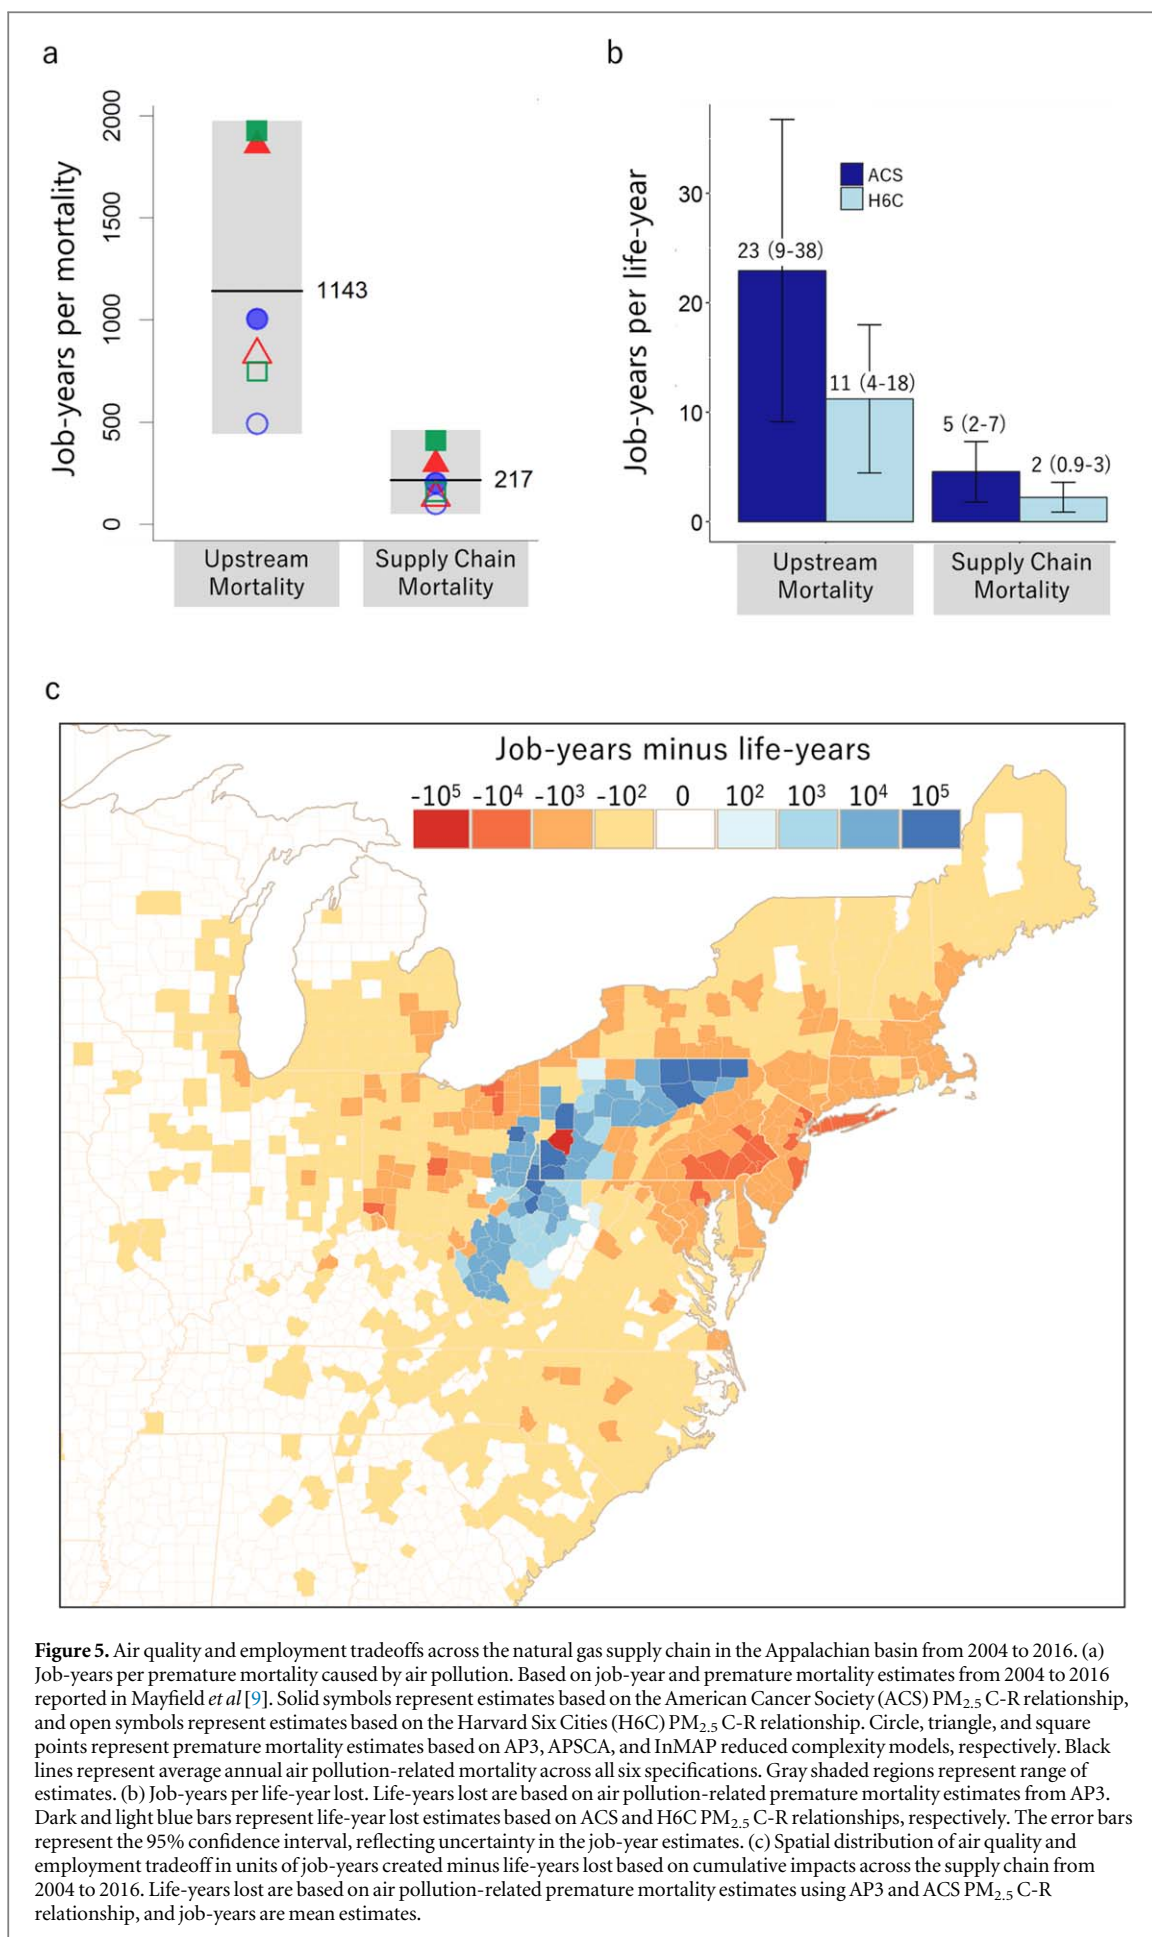 a
b
Job-years per mortality
2000
1500
1000
500
0
1143
217
Upstream
Mortality
Supply Chain
Mortality
Job-years per life-year
30
20
10
0
ACS
H6C
23 (9-38)
11 (4-18)
5 (2-7)
2 (0.9-3)
Upstream
Mortality
Supply Chain
Mortality
c
Job-years minus life-years
-10⁵ -10⁴ -10³ -10² 0 10² 10³ 10⁴ 10⁵
Figure 5. Air quality and employment tradeoffs across the natural gas supply chain in the Appalachian basin from 2004 to 2016. (a)
Job-years per premature mortality caused by air pollution. Based on job-year and premature mortality estimates from 2004 to 2016
reported in Mayfield et al [9]. Solid symbols represent estimates based on the American Cancer Society (ACS) PM₂.₅ C-R relationship,
and open symbols represent estimates based on the Harvard Six Cities (H6C) PM₂.₅ C-R relationship. Circle, triangle, and square
points represent premature mortality estimates based on AP3, APSCA, and InMAP reduced complexity models, respectively. Black
lines represent average annual air pollution-related mortality across all six specifications. Gray shaded regions represent range of
estimates. (b) Job-years per life-year lost. Life-years lost are based on air pollution-related premature mortality estimates from AP3.
Dark and light blue bars represent life-year lost estimates based on ACS and H6C PM₂.₅ C-R relationships, respectively. The error bars
represent the 95% confidence interval, reflecting uncertainty in the job-year estimates. (c) Spatial distribution of air quality and
employment tradeoff in units of job-years created minus life-years lost based on cumulative impacts across the supply chain from
2004 to 2016. Life-years lost are based on air pollution-related premature mortality estimates using AP3 and ACS PM₂.₅ C-R
relationship, and job-years are mean estimates.